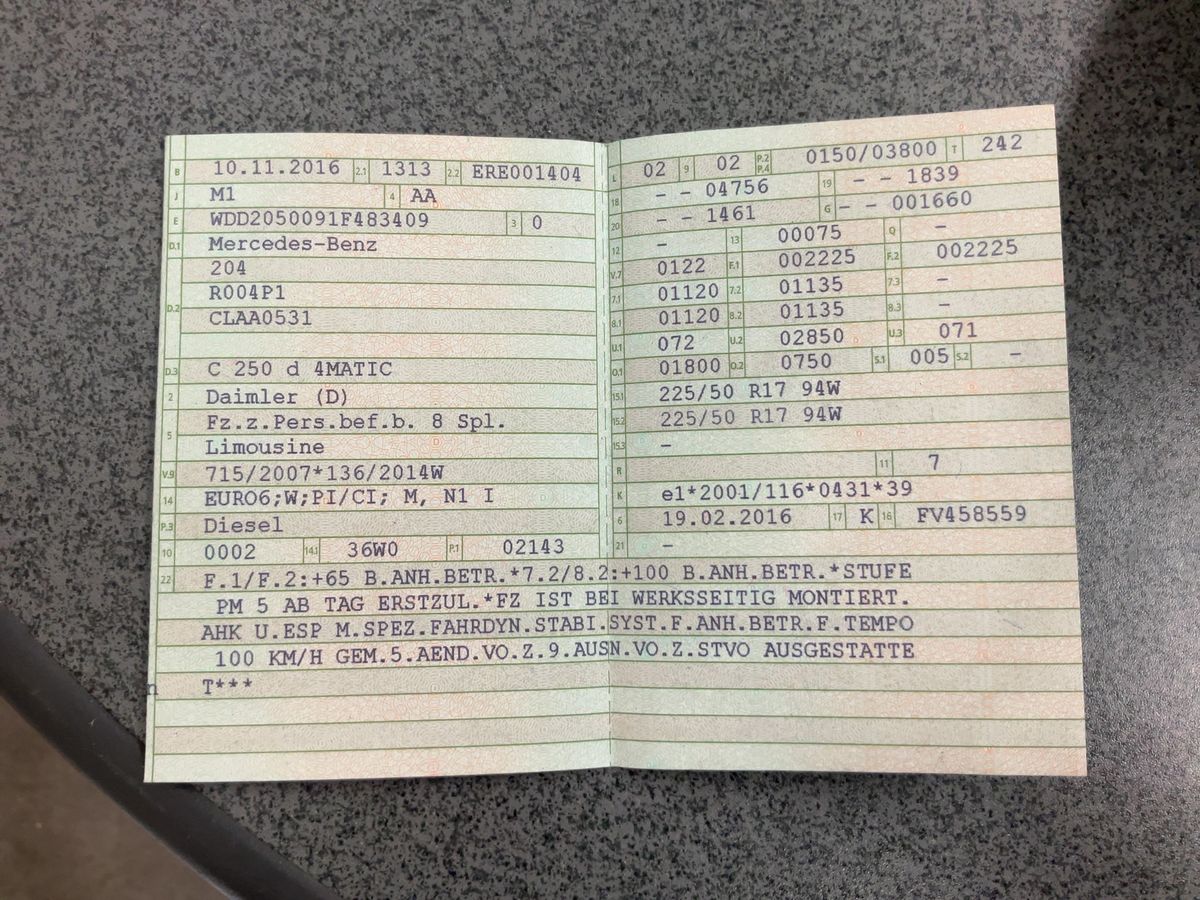 B 10.11.2016 2.1 1313 2.2 ERE001404
J M1 4 AA
E WDD2050091F483409 3 0
D.1 Mercedes-Benz
204
D.2 R004P1
CLAA0531
D.3 C 250 d 4MATIC
2 Daimler (D)
5 Fz.z.Pers.bef.b. 8 Spl.
Limousine
V.9 715/2007*136/2014W
14 EURO6;W;PI/CI; M, N1 I
P.3 Diesel
10 0002 14.1 36W0 P.1 02143
L 02 9 02 P.2 P.4 0150/03800 T 242
18 - - 04756 19 - - 1839
20 - - 1461 G - - 001660
12 - 13 00075 Q -
V.7 0122 F.1 002225 F.2 002225
7.1 01120 7.2 01135 7.3 -
8.1 01120 8.2 01135 8.3 -
U.1 072 U.2 02850 U.3 071
O.1 01800 O.2 0750 S.1 005 S.2 -
15.1 225/50 R17 94W
15.2 225/50 R17 94W
15.3 -
R 11 7
K e1*2001/116*0431*39
6 19.02.2016 17 K 16 FV458559
21 -
22 F.1/F.2:+65 B.ANH.BETR.*7.2/8.2:+100 B.ANH.BETR.*STUFE
PM 5 AB TAG ERSTZUL.*FZ IST BEI WERKSSEITIG MONTIERT.
AHK U.ESP M.SPEZ.FAHRDYN.STABI.SYST.F.ANH.BETR.F.TEMPO
100 KM/H GEM.5.AEND.VO.Z.9.AUSN.VO.Z.STVO AUSGESTATTE
n T***